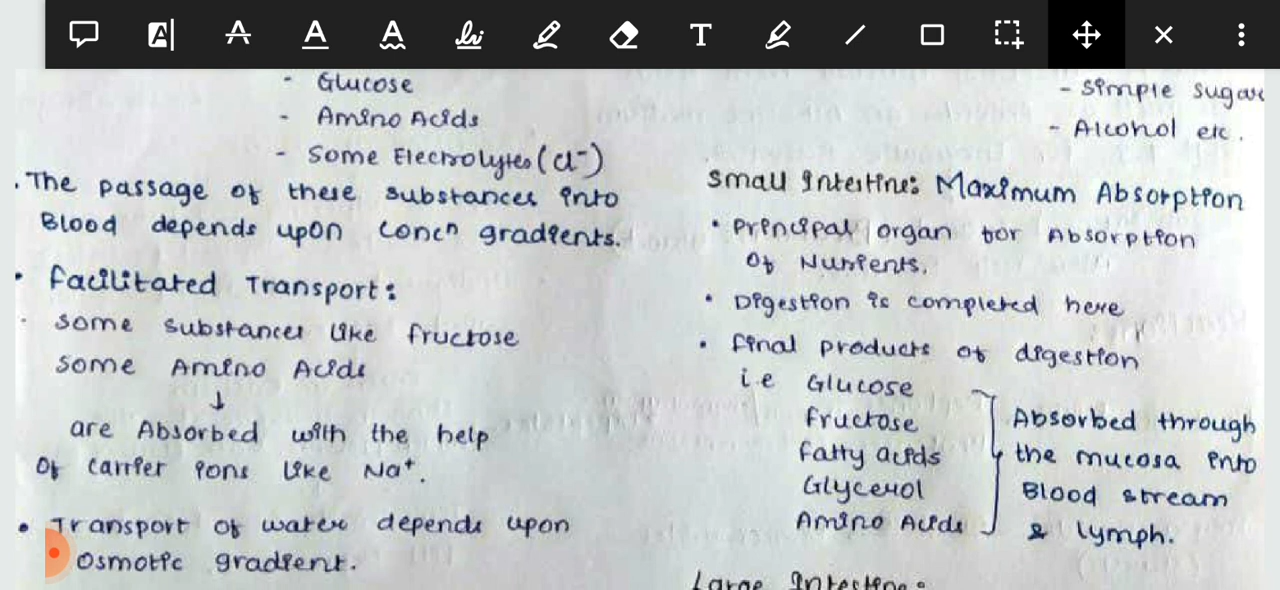 - Glucose
- Amino Acids
- Some Electrolytes (Cl⁻)
. The passage of these substances into
Blood depends upon concⁿ gradients.
• Facilitated Transport:
· some substances like fructose
some Amino Acids
↓
are Absorbed with the help
of carrier ions like Na⁺.
• Transport of water depends upon
osmotic gradient.
- simple sugar
- Alcohol etc.
Small Intestine: Maximum Absorption
• Principal organ for Absorption
of Nutrients.
• Digestion is completed here
• Final products of digestion
i.e Glucose
fructose
fatty acids
Glycerol
Amino Acids
Absorbed through
the mucosa into
Blood stream
& lymph.
Large Intestine: